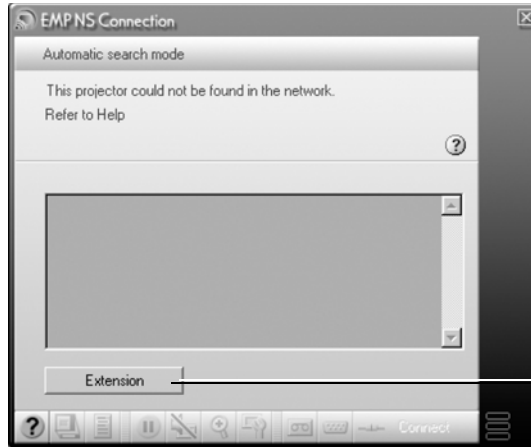 EMP NS Connection
Automatic search mode
This projector could not be found in the network.
Refer to Help
Extension
Connect